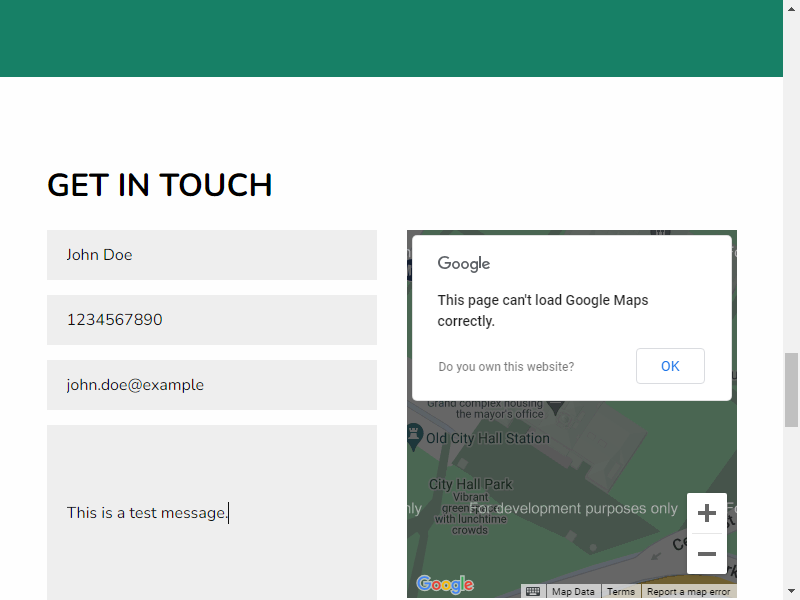 GET IN TOUCH
John Doe
1234567890
john.doe@example
This is a test message.
Google
This page can't load Google Maps
correctly.
Do you own this website?
OK
Grand complex housing
the mayor's office
Old City Hall Station
City Hall Park
Vibrant
green
with lunchtime
crowds
For development purposes only
Google
Map Data
Terms
Report a map error